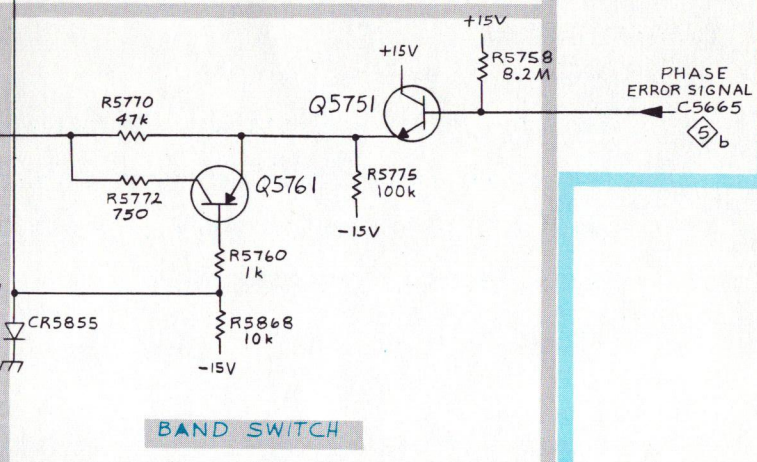 +15V
+15V
R5758
8.2M
PHASE
ERROR SIGNAL
C5665
5 b
Q5751
R5770
47k
R5772
750
Q5761
R5775
100k
-15V
R5760
1k
CR5855
R5868
10k
-15V
BAND SWITCH